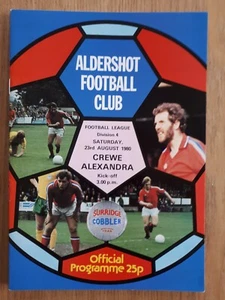 ALDERSHOT
FOOTBALL
CLUB
FOOTBALL LEAGUE
Division 4
SATURDAY,
23rd AUGUST 1980
CREWE
ALEXANDRA
Kick-off
3.00 p.m.
SURRIDGE
COBBLER
Official
Programme 25p